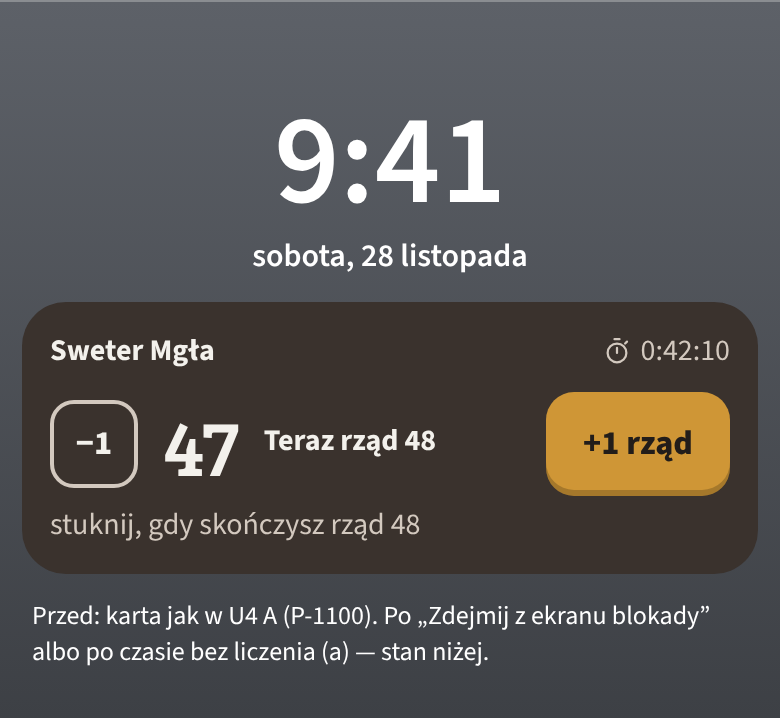 9:41
sobota, 28 listopada
Sweter Mgła
0:42:10
−1
47
Teraz rząd 48
+1 rząd
stuknij, gdy skończysz rząd 48
Przed: karta jak w U4 A (P-1100). Po „Zdejmij z ekranu blokady”
albo po czasie bez liczenia (a) — stan niżej.